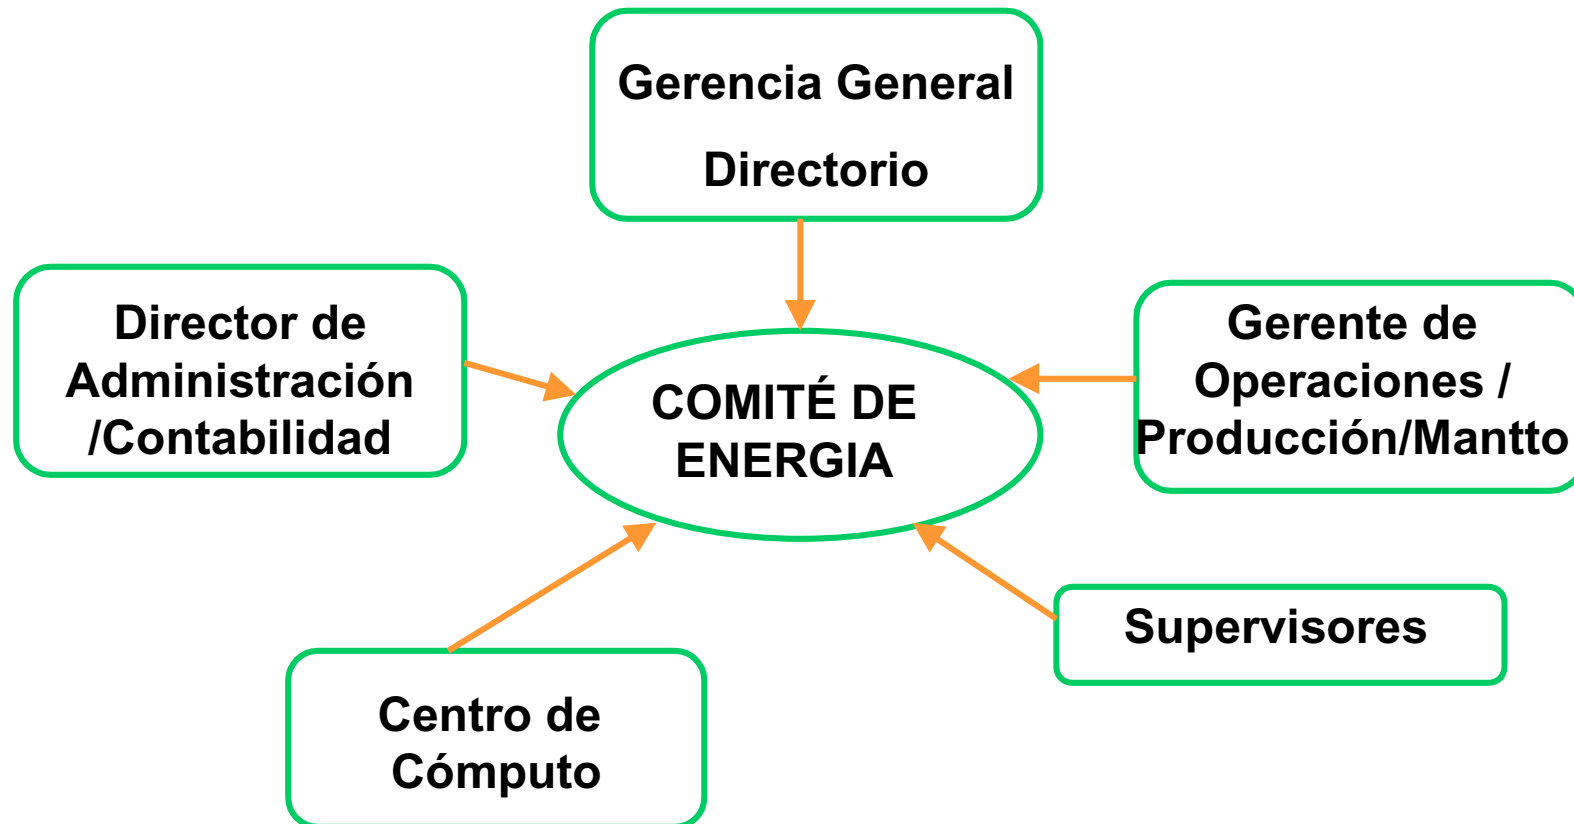 Gerencia General
Directorio
Director de
Administración
/Contabilidad
COMITÉ DE
ENERGIA
Gerente de
Operaciones /
Producción/Mantto
Supervisores
Centro de
Cómputo